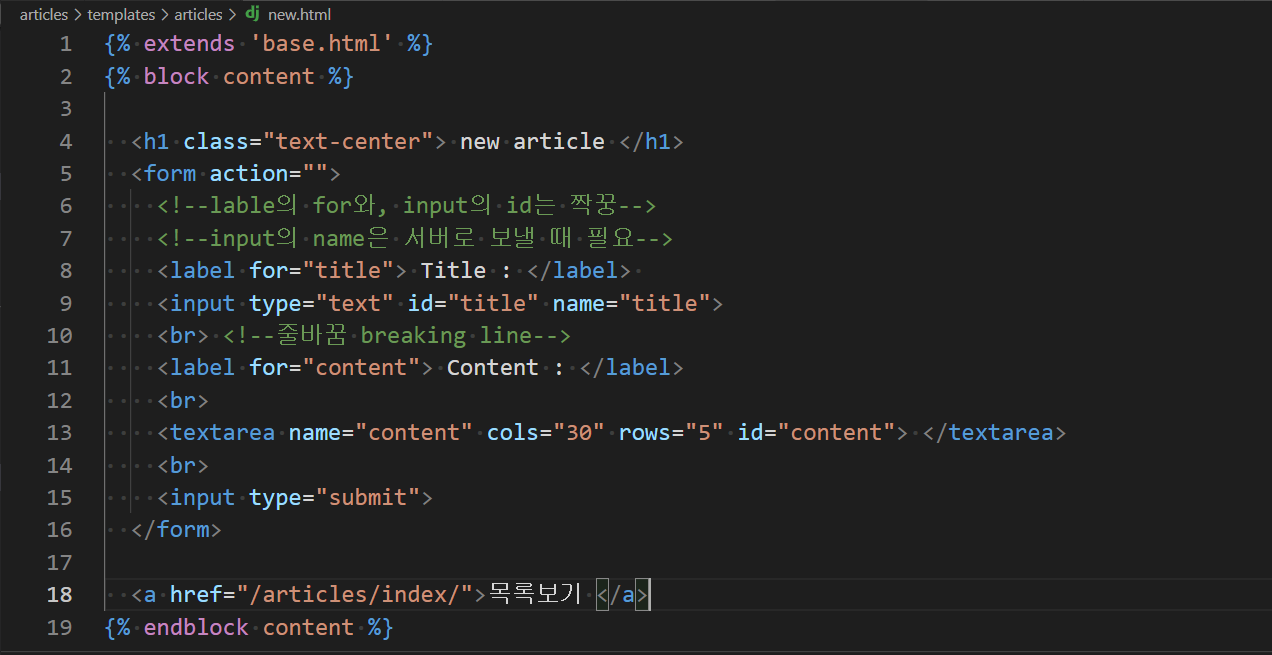 articles > templates > articles > dj new.html
1 {% extends 'base.html' %}
2 {% block content %}
3
4 <h1 class="text-center"> new article </h1>
5 <form action="">
6 <!--lable의 for와, input의 id는 짝꿍-->
7 <!--input의 name은 서버로 보낼 때 필요-->
8 <label for="title"> Title : </label>
9 <input type="text" id="title" name="title">
10 <br> <!--줄바꿈 breaking line-->
11 <label for="content"> Content : </label>
12 <br>
13 <textarea name="content" cols="30" rows="5" id="content"> </textarea>
14 <br>
15 <input type="submit">
16 </form>
17
18 <a href="/articles/index/">목록보기 </a>
19 {% endblock content %}